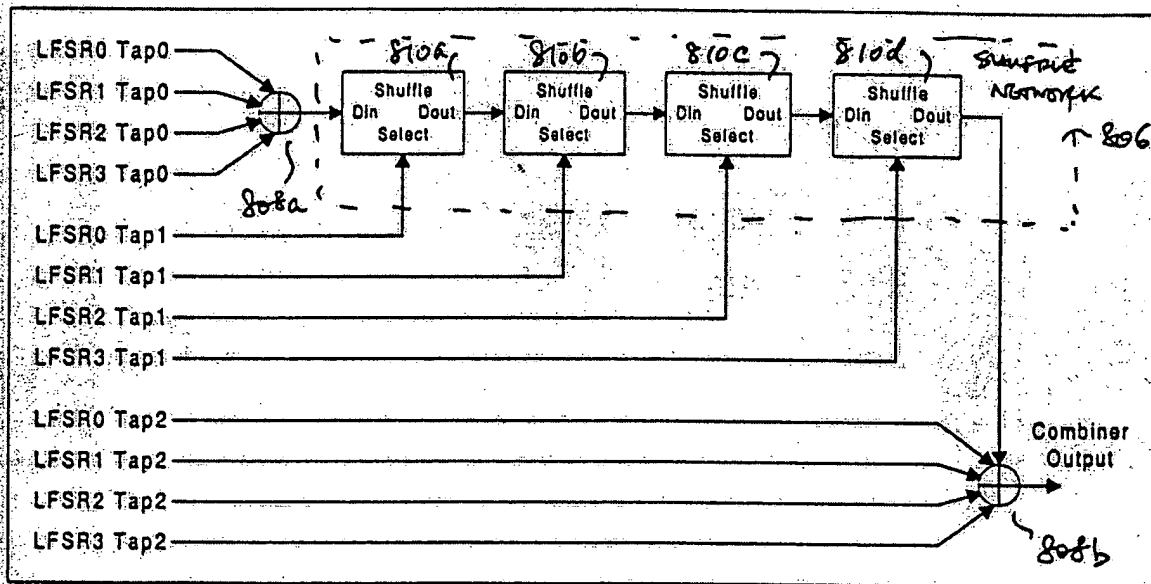 LFSR0 Tap0
LFSR1 Tap0
LFSR2 Tap0
LFSR3 Tap0
808a
810a
810b
810c
810d
SHUFFLE
NETWORK
806
Shuffle
Din Dout
Select
Shuffle
Din Dout
Select
Shuffle
Din Dout
Select
Shuffle
Din Dout
Select
LFSR0 Tap1
LFSR1 Tap1
LFSR2 Tap1
LFSR3 Tap1
LFSR0 Tap2
LFSR1 Tap2
LFSR2 Tap2
LFSR3 Tap2
Combiner
Output
808b